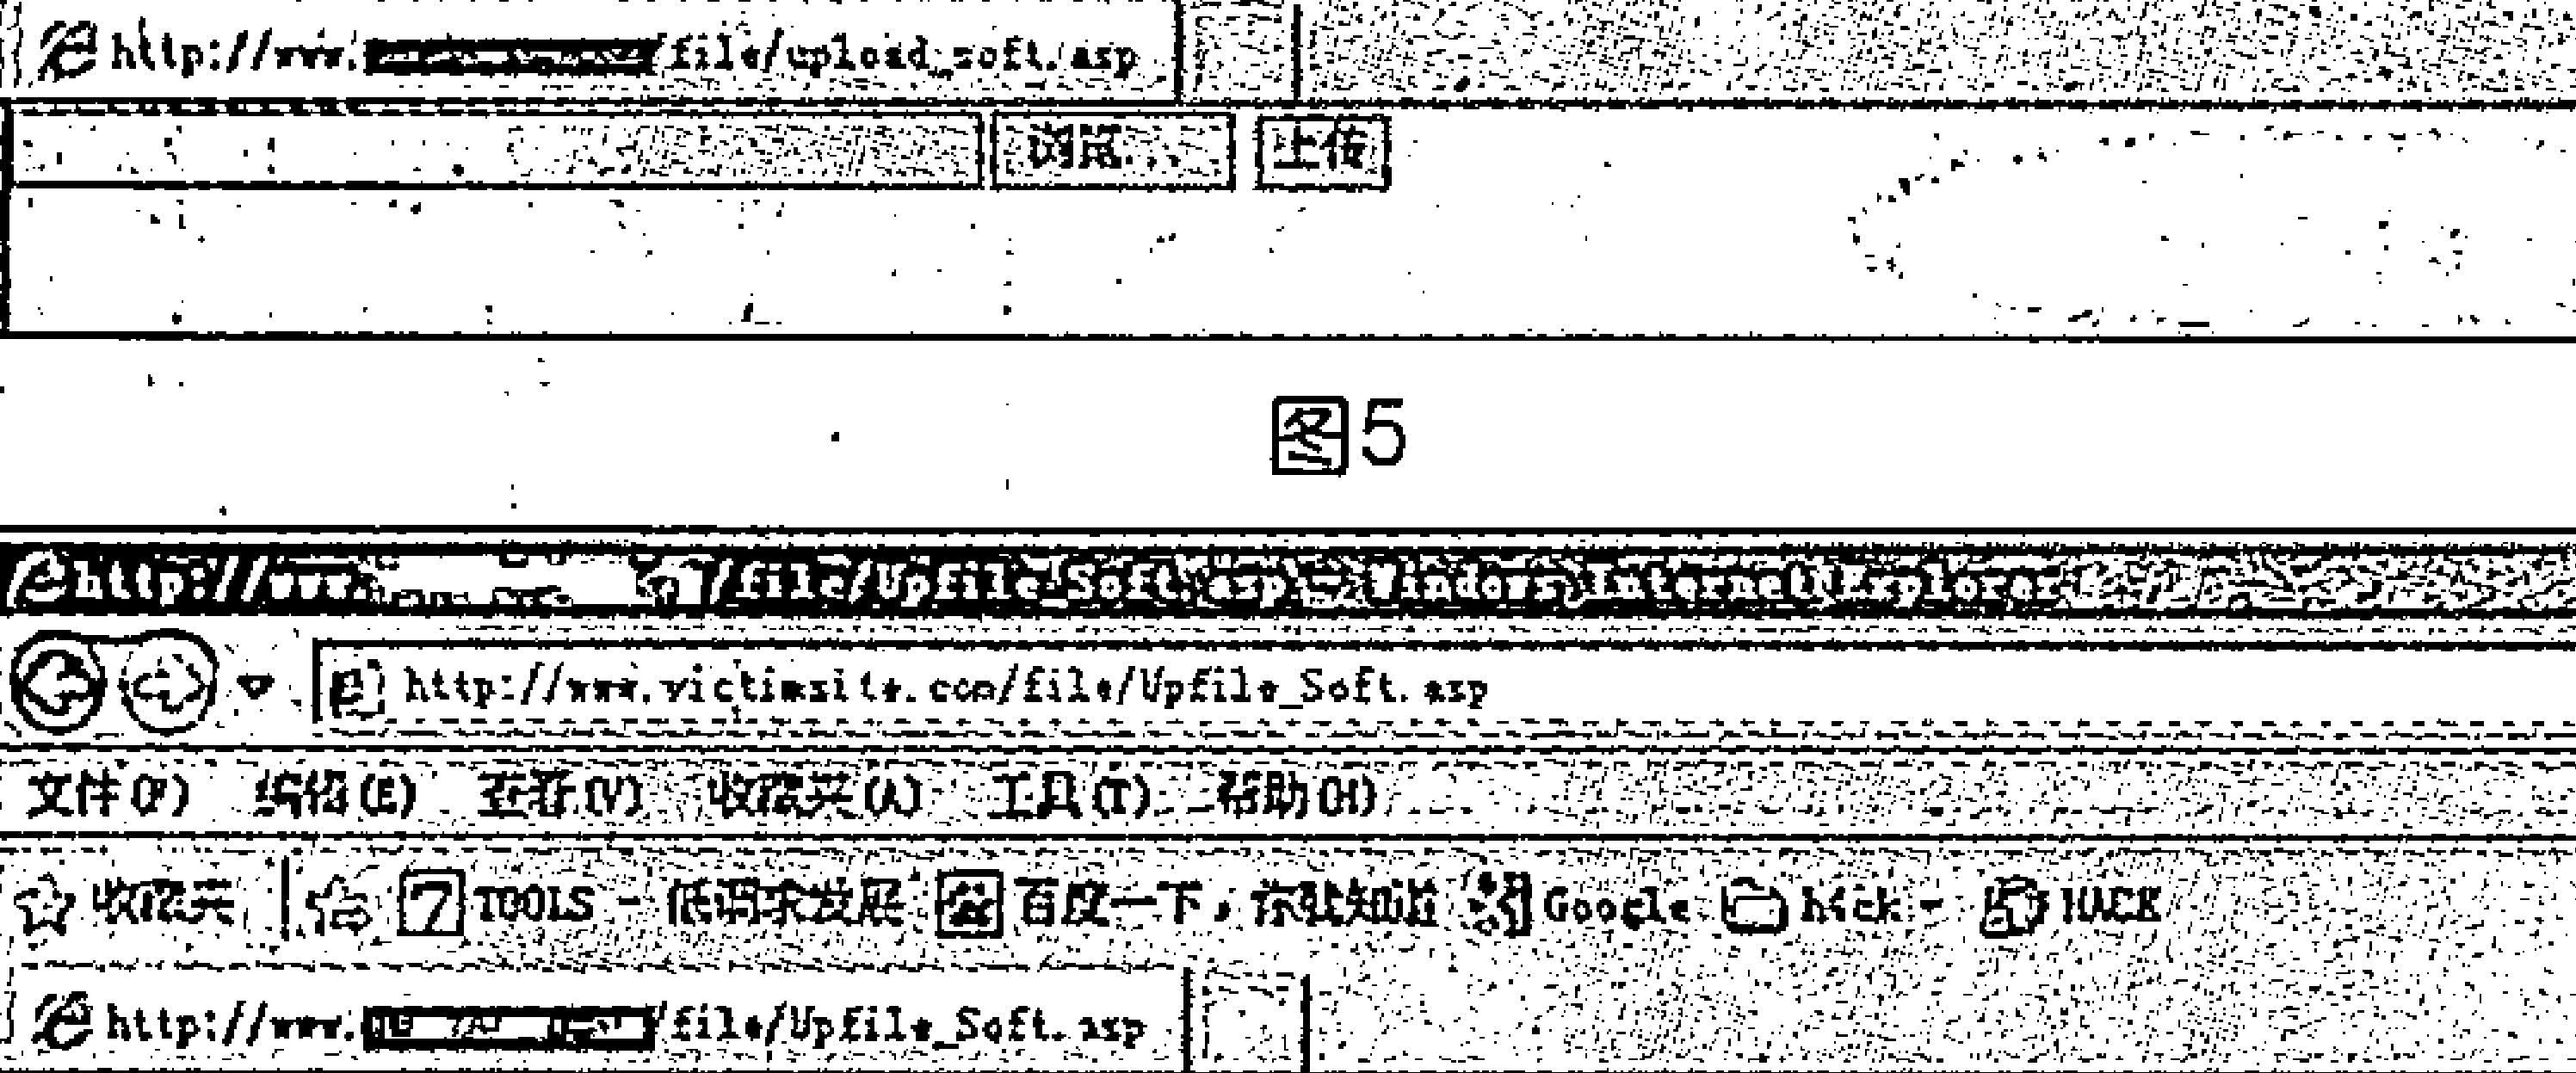 http://www. /file/upload_soft.asp
浏览... 上传
图5
http://www. /file/Upfile_Soft.asp - Windows Internet Explorer
http://www.victimsite.com/file/Upfile_Soft.asp
文件(F) 编辑(E) 查看(V) 收藏夹(A) 工具(T) 帮助(H)
收藏夹 TOOLS - 低调求发展 百度一下，你就知道 Google h4ck HACK
http://www. /file/Upfile_Soft.asp